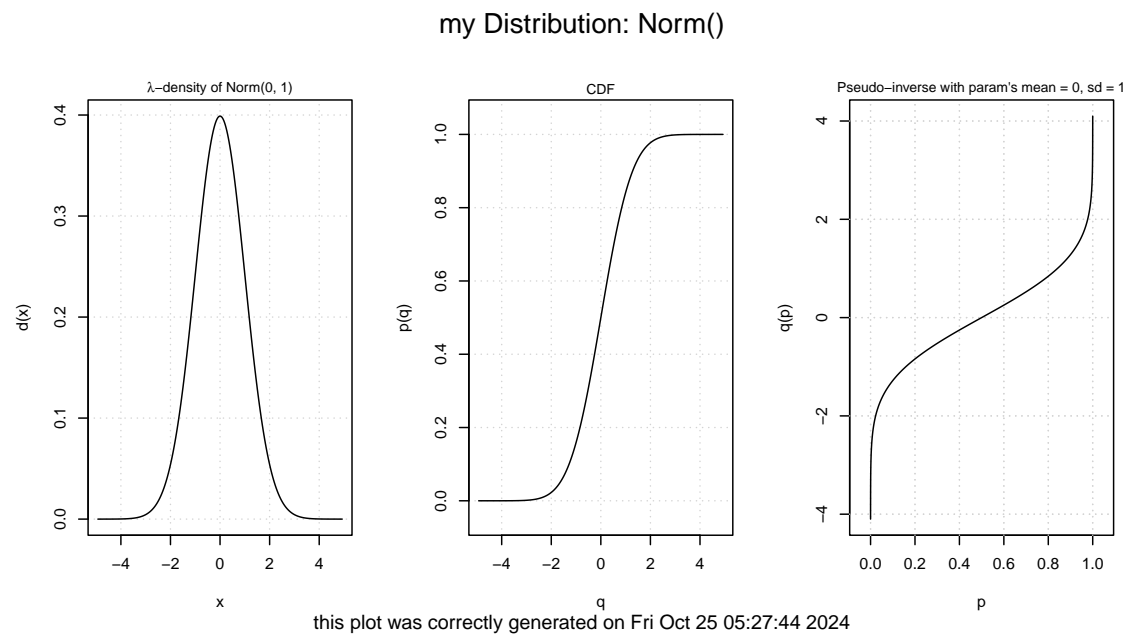 my Distribution: Norm()
λ−density of Norm(0, 1)
d(x)
0.0 0.1 0.2 0.3 0.4
−4 −2 0 2 4
x
CDF
p(q)
0.0 0.2 0.4 0.6 0.8 1.0
−4 −2 0 2 4
q
Pseudo−inverse with param's mean = 0, sd = 1
q(p)
−4 −2 0 2 4
0.0 0.2 0.4 0.6 0.8 1.0
p
this plot was correctly generated on Fri Oct 25 05:27:44 2024